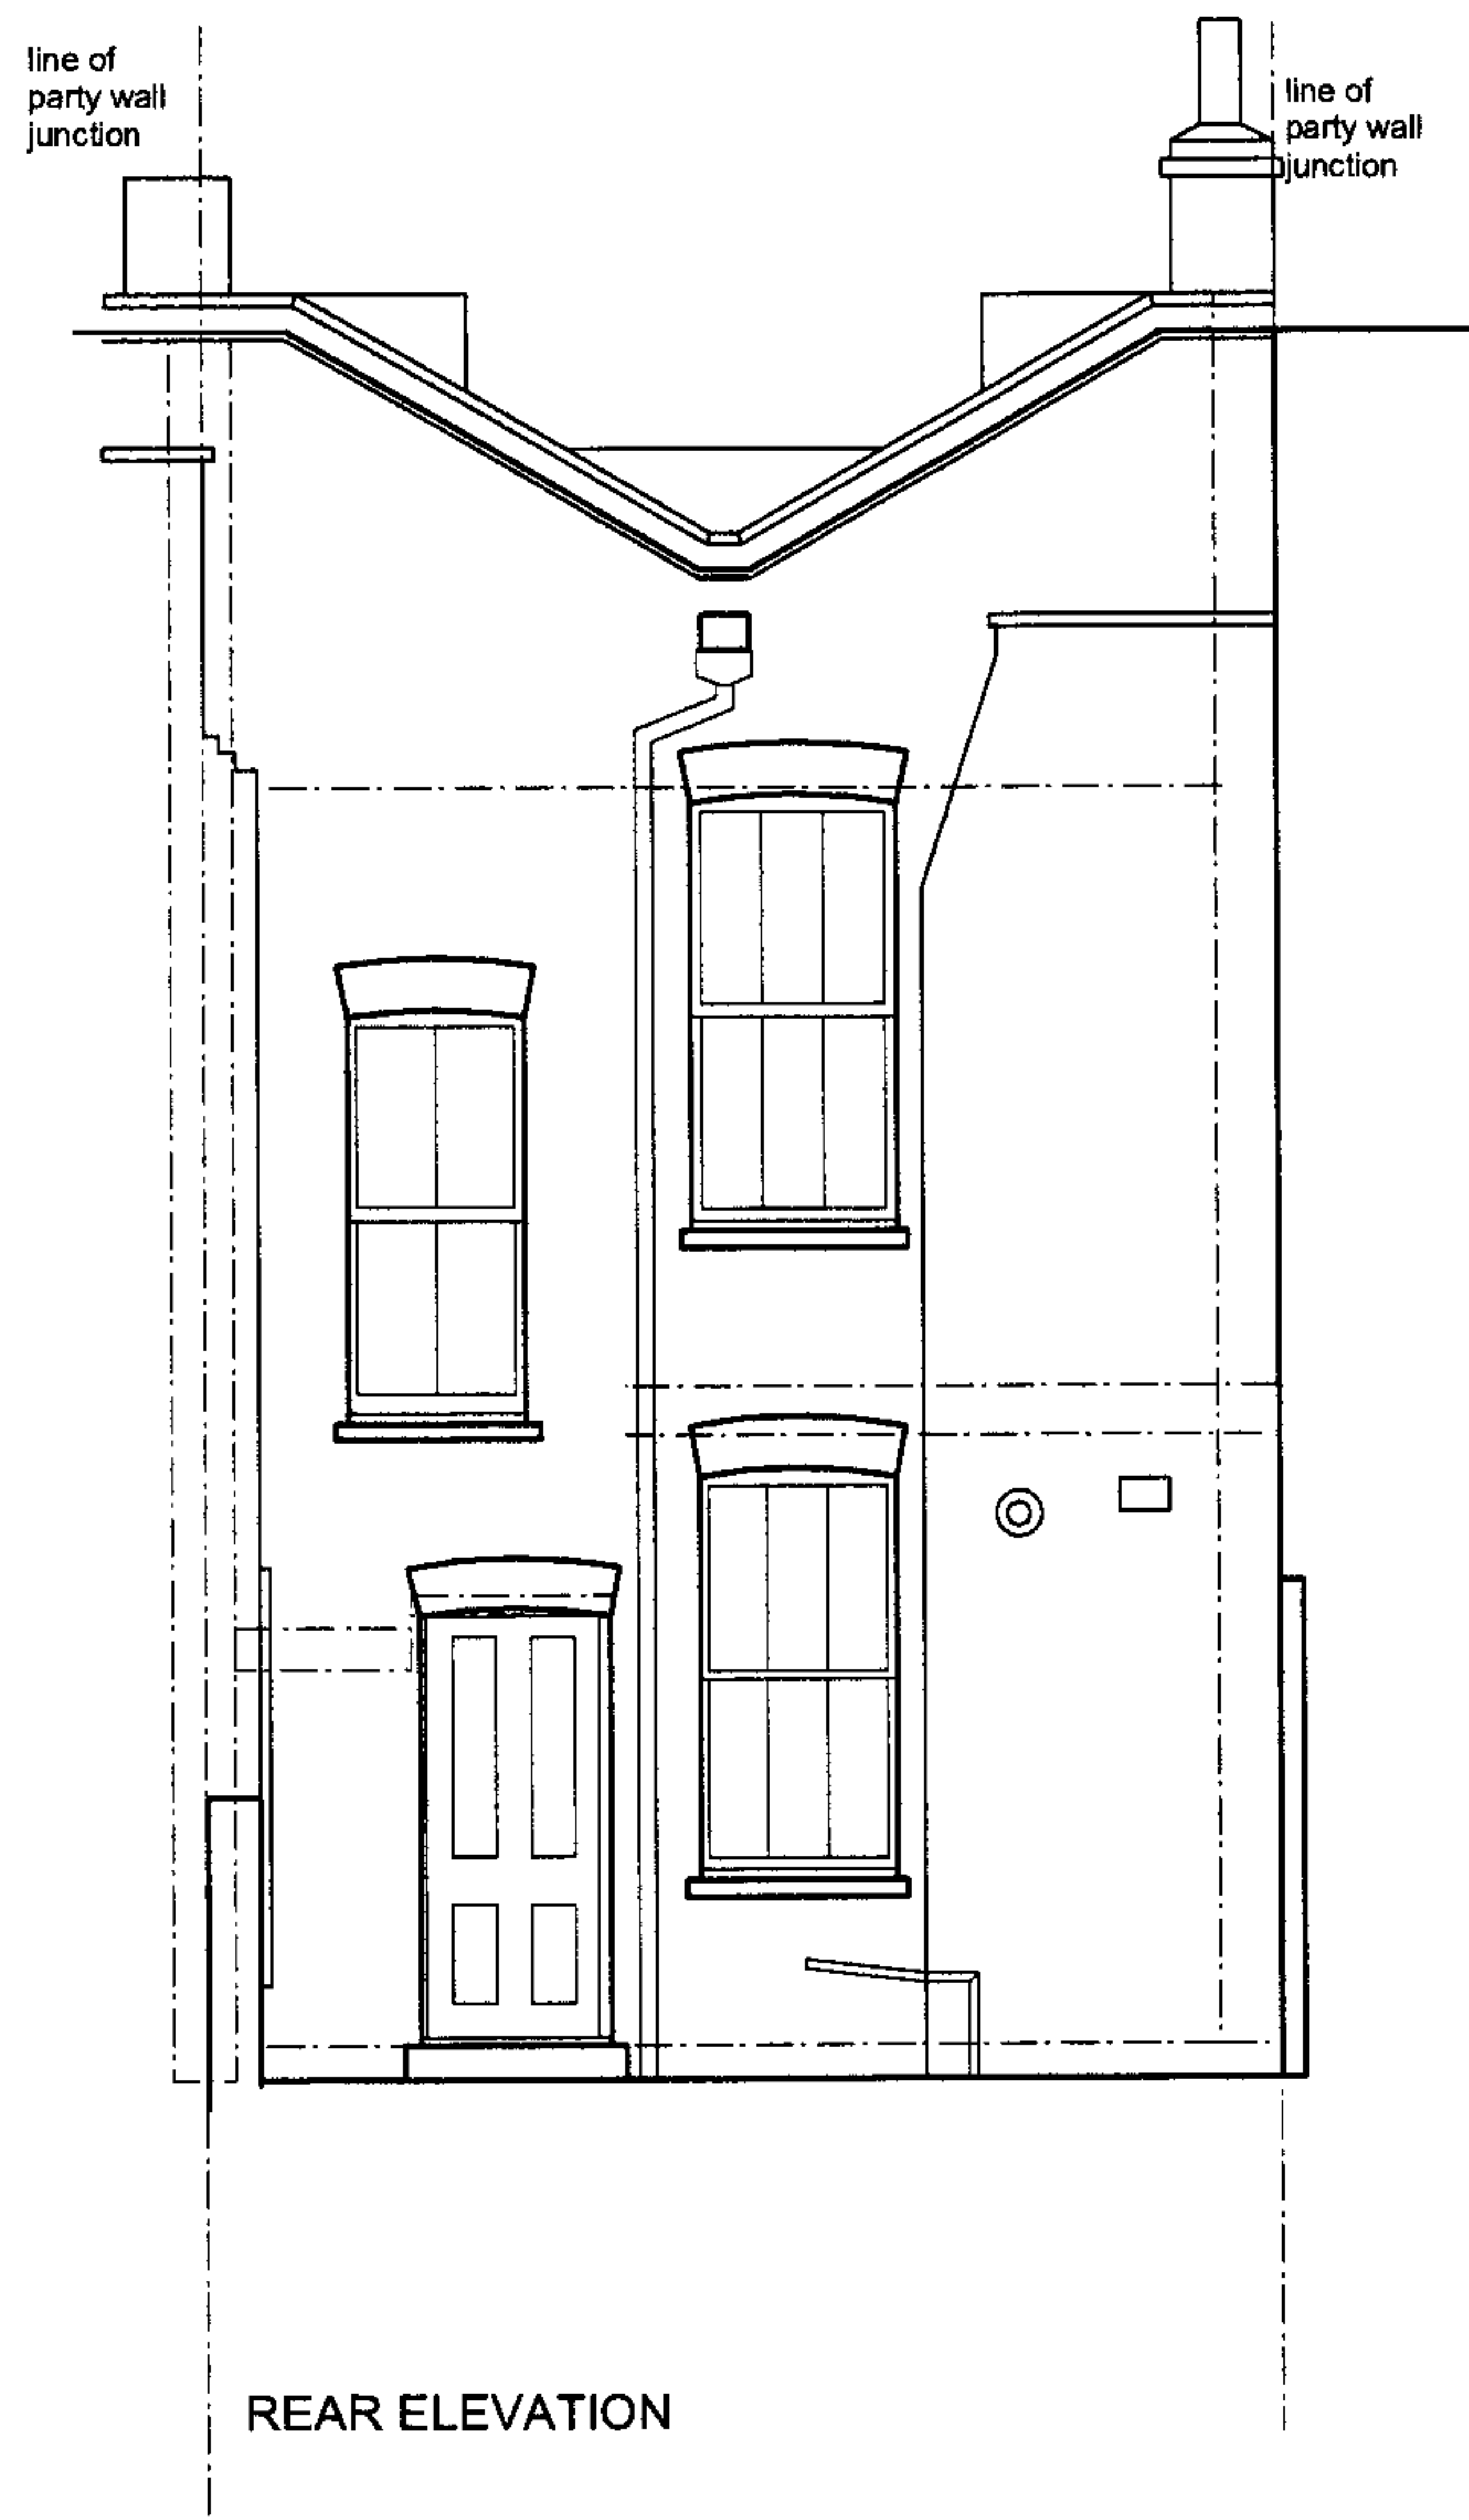 line of
party wall
junction
line of
party wall
junction
REAR ELEVATION